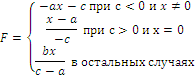 F = { −ax − c при c < 0 и x ≠ 0
(x − a)/(−c) при c > 0 и x = 0
bx/(c − a) в остальных случаях